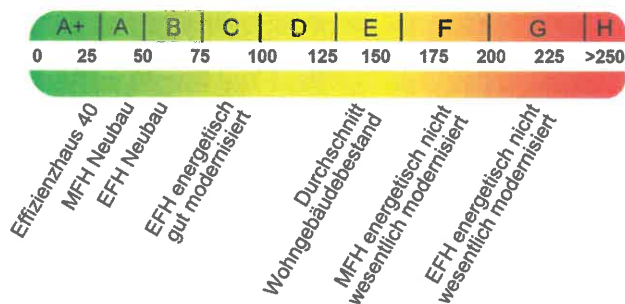 A+ A B C D E F G H
0 25 50 75 100 125 150 175 200 225 >250
Effizienzhaus 40
MFH Neubau
EFH Neubau
EFH energetisch
gut modernisiert
Durchschnitt
Wohngebäudebestand
MFH energetisch nicht
wesentlich modernisiert
EFH energetisch nicht
wesentlich modernisiert